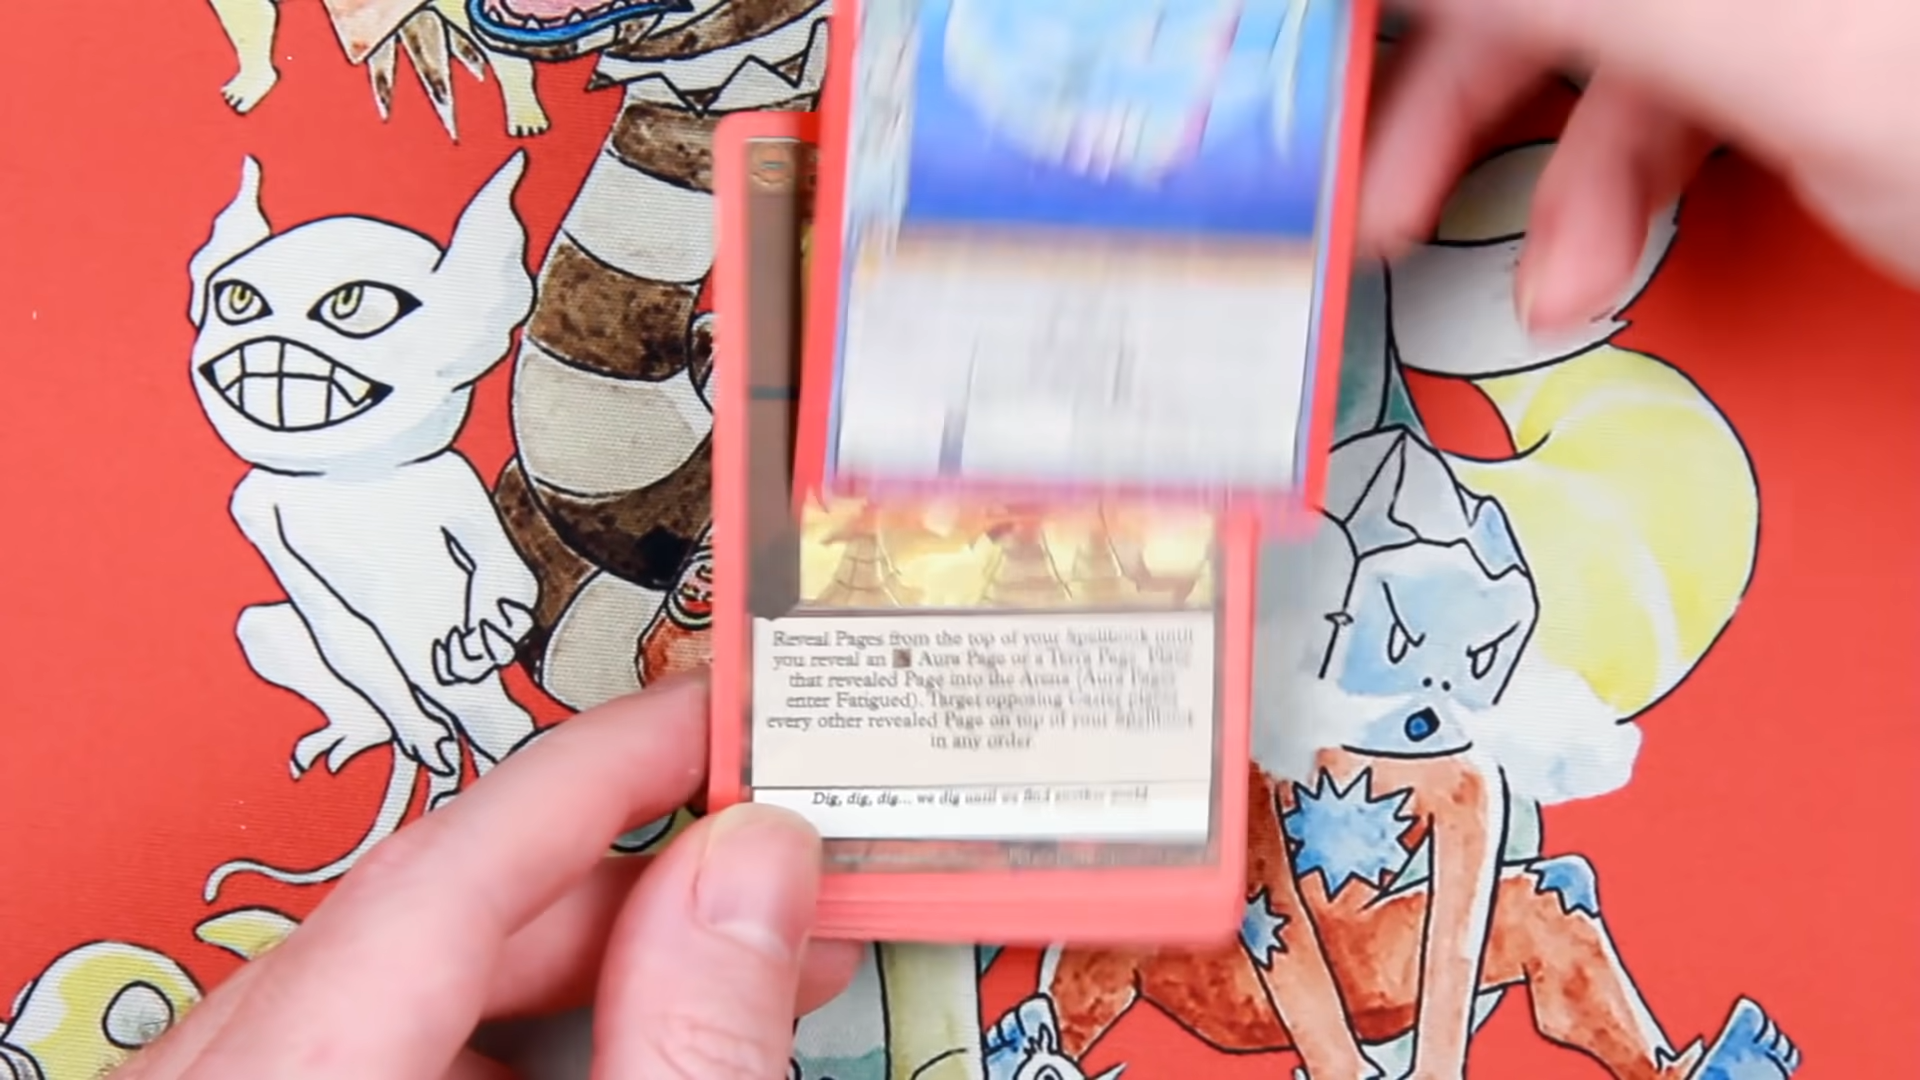 Reveal Pages from the top of your Spellbook until
you reveal an Aura Page or a Terra Page. Place
that revealed Page into the Arena (Aura Pages
enter Fatigued). Target opposing Caster places
every other revealed Page on top of your Spellbook
in any order.
Dig, dig, dig... we dig until we find another world